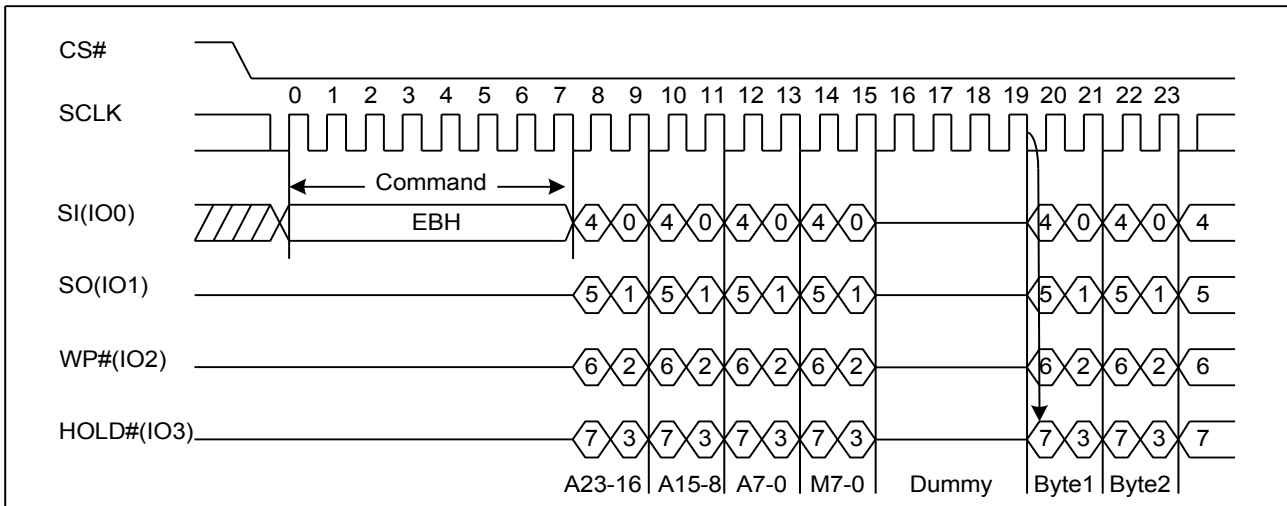 CS#
0 1 2 3 4 5 6 7 8 9 10 11 12 13 14 15 16 17 18 19 20 21 22 23
SCLK
Command
SI(IO0) EBH 4 0 4 0 4 0 4 0 4 0 4 0 4
SO(IO1) 5 1 5 1 5 1 5 1 5 1 5 1 5
WP#(IO2) 6 2 6 2 6 2 6 2 6 2 6 2 6
HOLD#(IO3) 7 3 7 3 7 3 7 3 7 3 7 3 7
A23-16 A15-8 A7-0 M7-0 Dummy Byte1 Byte2